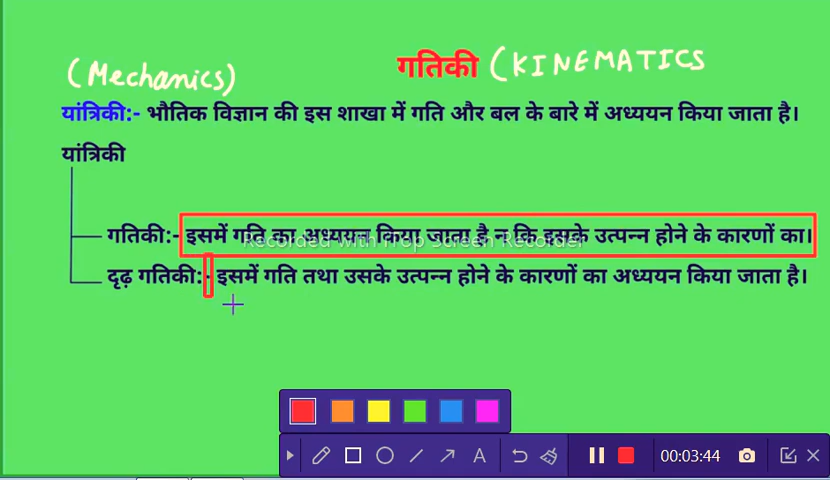 (Mechanics) गतिकी (KINEMATICS
यांत्रिकी:- भौतिक विज्ञान की इस शाखा में गति और बल के बारे में अध्ययन किया जाता है।
यांत्रिकी
गतिकी:- इसमें गति का अध्ययन किया जाता है न कि इसके उत्पन्न होने के कारणों का।
Recorded with iTop Screen Recorder
दृढ़ गतिकी:- इसमें गति तथा उसके उत्पन्न होने के कारणों का अध्ययन किया जाता है।
A 00:03:44